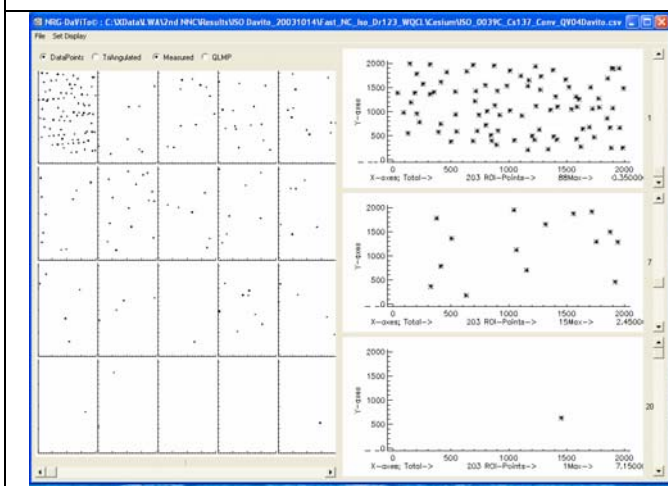 NRG-DaViTo© : C:\XData\LWA\2nd NNC\Results\ISO Davito_20031014\Fast_NC_Iso_Dr123_WQCL\Cesium\ISO_0039C_Cs137_Conv_QV04Davito.csv
File Set Display
DataPoints TriAngulated Measured QLMP
2000
1500
1000
500
Y-axes
0 500 1000 1500 2000
X-axes; Total-> 203 ROI-Points-> 88Max-> 0.35000
1
2000
1500
1000
500
Y-axes
0 500 1000 1500 2000
X-axes; Total-> 203 ROI-Points-> 15Max-> 2.4500
7
2000
1500
1000
500
Y-axes
0 500 1000 1500 2000
X-axes; Total-> 203 ROI-Points-> 1Max-> 7.1500
20